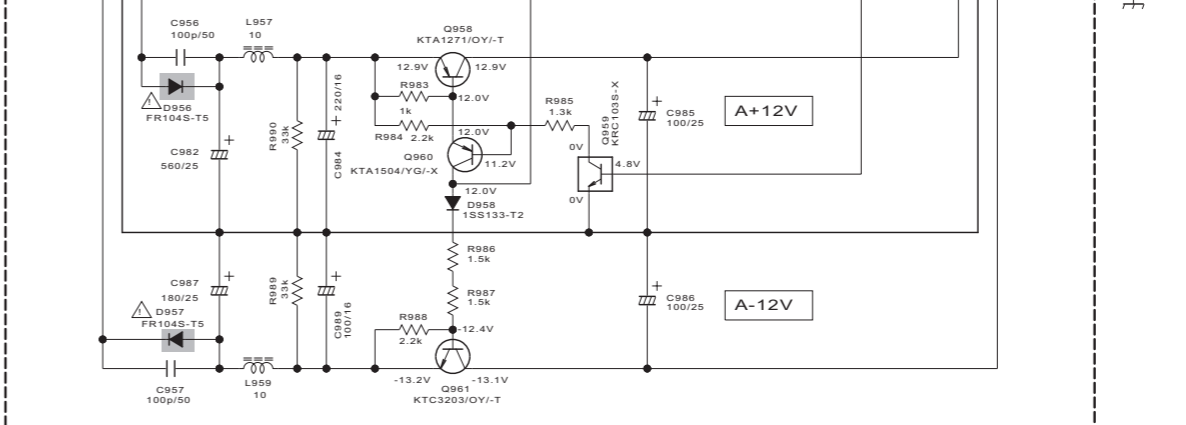 C956
100p/50
L957
10
Q958
KTA1271/OY/-T
12.9V
12.9V
D956
FR104S-T5
R983
1k
12.0V
R984 2.2k
12.0V
R985
1.3k
Q959
KRC103S-X
C985
100/25
A+12V
C982
560/25
R990
33k
C984
220/16
Q960
KTA1504/YG/-X
11.2V
0V
4.8V
0V
12.0V
D958
1SS133-T2
R986
1.5k
C987
180/25
R989
33k
C989
100/16
R987
1.5k
C986
100/25
A-12V
D957
FR104S-T5
R988
2.2k
-12.4V
C957
100p/50
L959
10
-13.2V
-13.1V
Q961
KTC3203/OY/-T